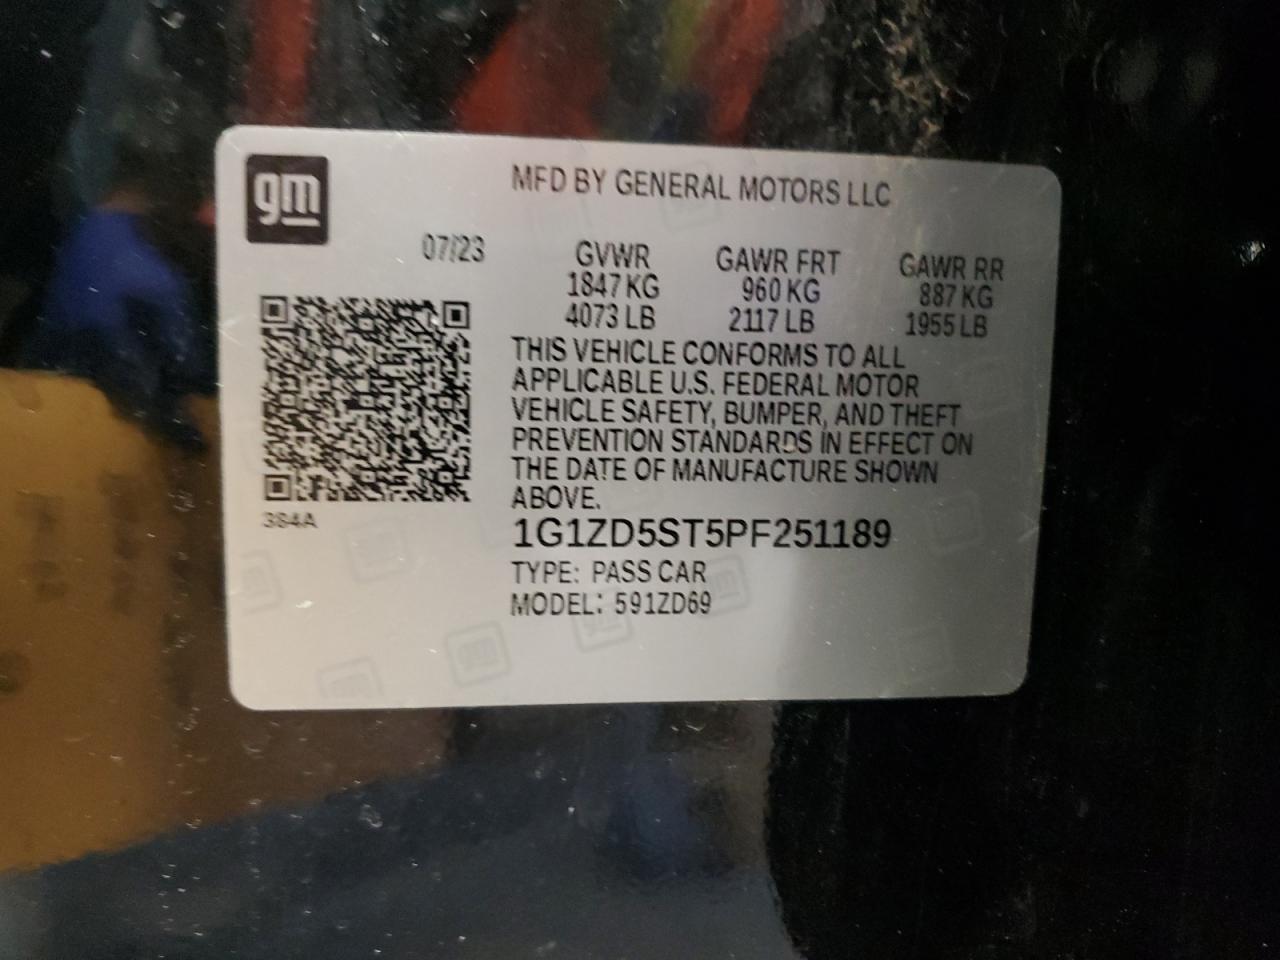 gm
MFD BY GENERAL MOTORS LLC
07/23
GVWR GAWR FRT GAWR RR
1847 KG 960 KG 887 KG
4073 LB 2117 LB 1955 LB
THIS VEHICLE CONFORMS TO ALL
APPLICABLE U.S. FEDERAL MOTOR
VEHICLE SAFETY, BUMPER, AND THEFT
PREVENTION STANDARDS IN EFFECT ON
THE DATE OF MANUFACTURE SHOWN
ABOVE.
384A
1G1ZD5ST5PF251189
TYPE: PASS CAR
MODEL: 591ZD69